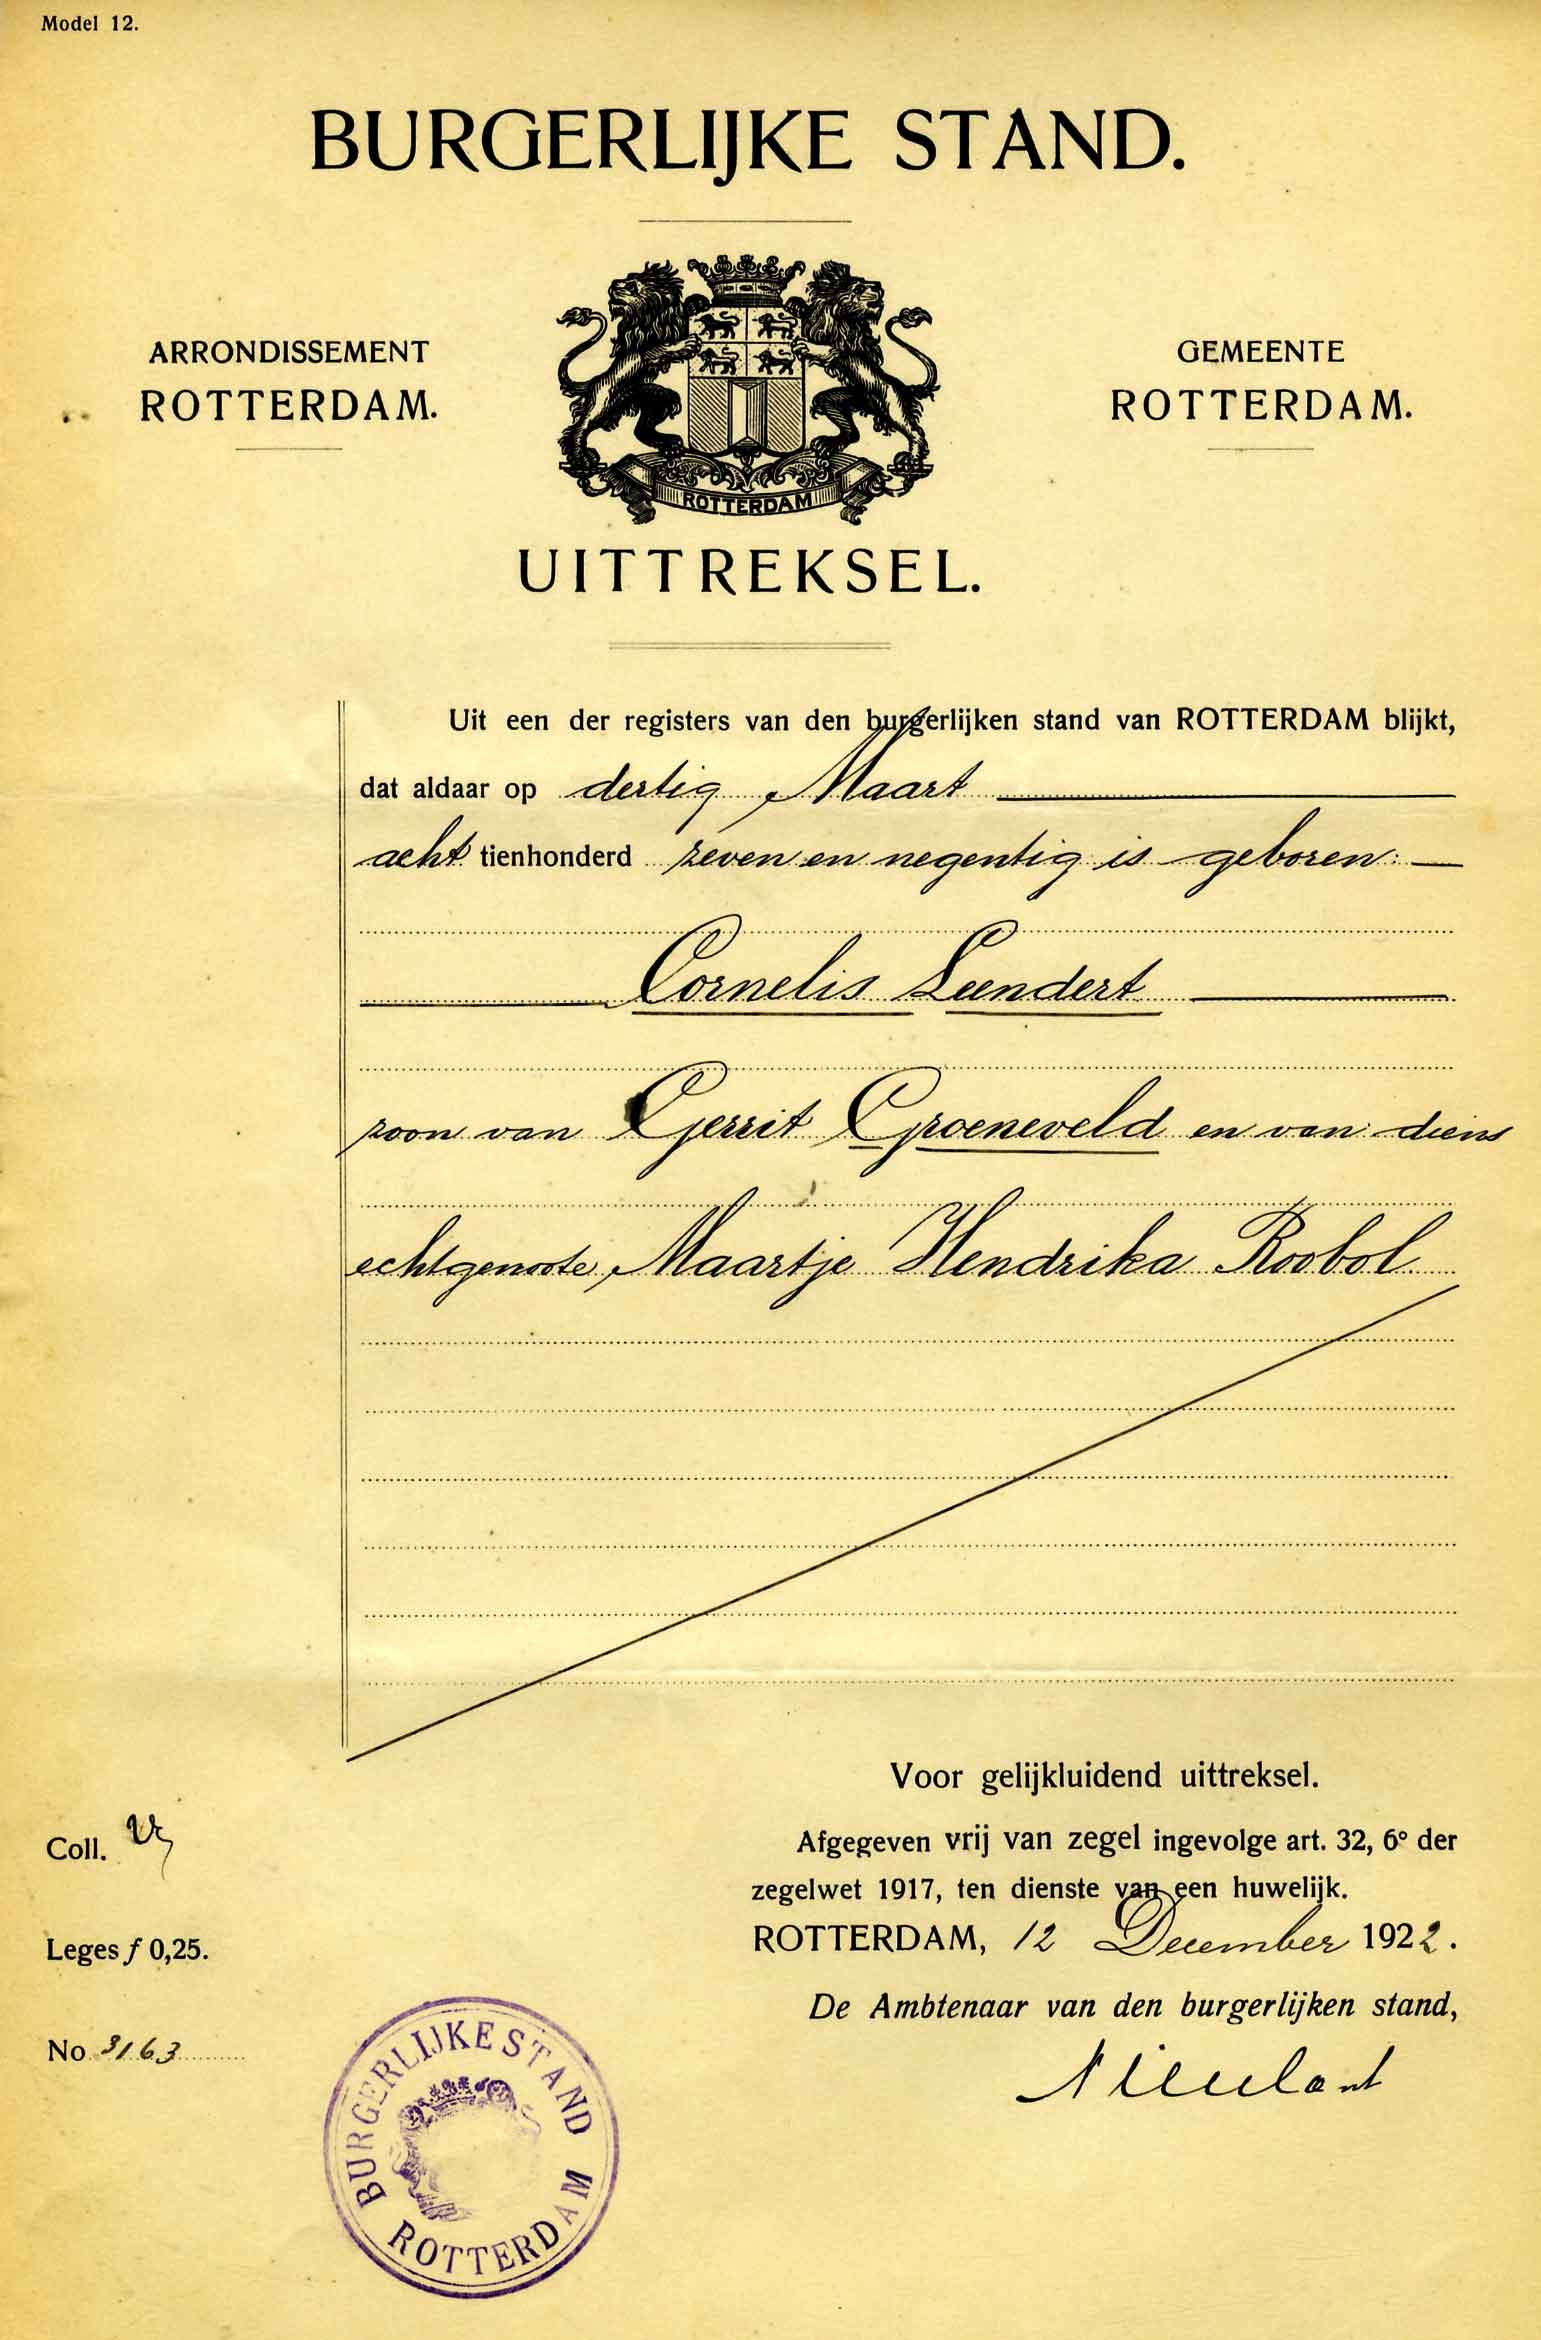 Model 12.
BURGERLIJKE STAND.
ARRONDISSEMENT
ROTTERDAM.
ROTTERDAM
GEMEENTE
ROTTERDAM.
UITTREKSEL.
Uit een der registers van den burgerlijken stand van ROTTERDAM blijkt,
dat aldaar op dertig Maart
acht tienhonderd zeven en negentig is geboren:
Cornelis Leendert
zoon van Gerrit Groeneveld en van diens
echtgenoote, Maartje Hendrika Roobol.
Voor gelijkluidend uittreksel.
Afgegeven vrij van zegel ingevolge art. 32, 6° der
zegelwet 1917, ten dienste van een huwelijk.
ROTTERDAM, 12 December 1922.
De Ambtenaar van den burgerlijken stand,
Coll.
Leges f 0,25.
No 3163
BURGERLIJKE STAND
ROTTERDAM